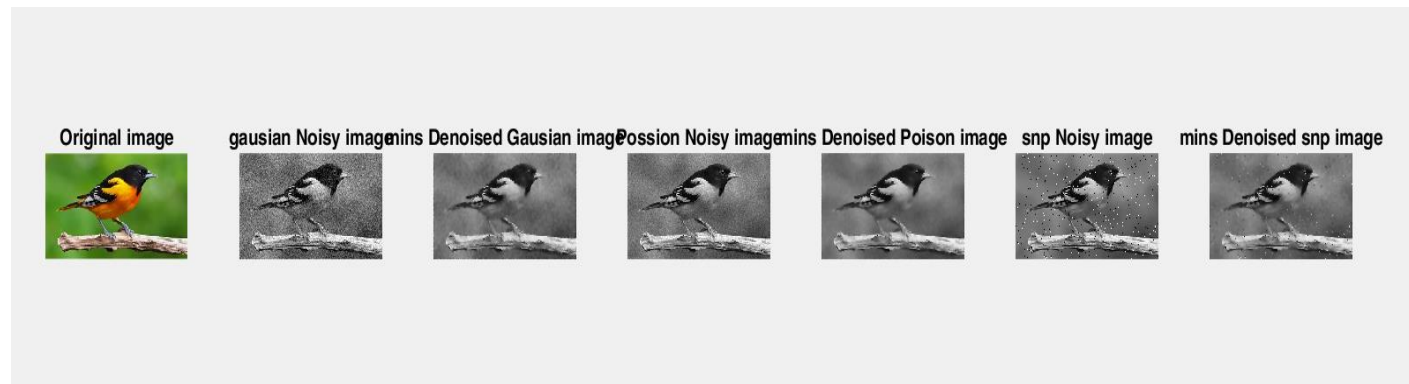 Original image
gausian Noisy image
mins Denoised Gausian image
Possion Noisy image
mins Denoised Poison image
snp Noisy image
mins Denoised snp image